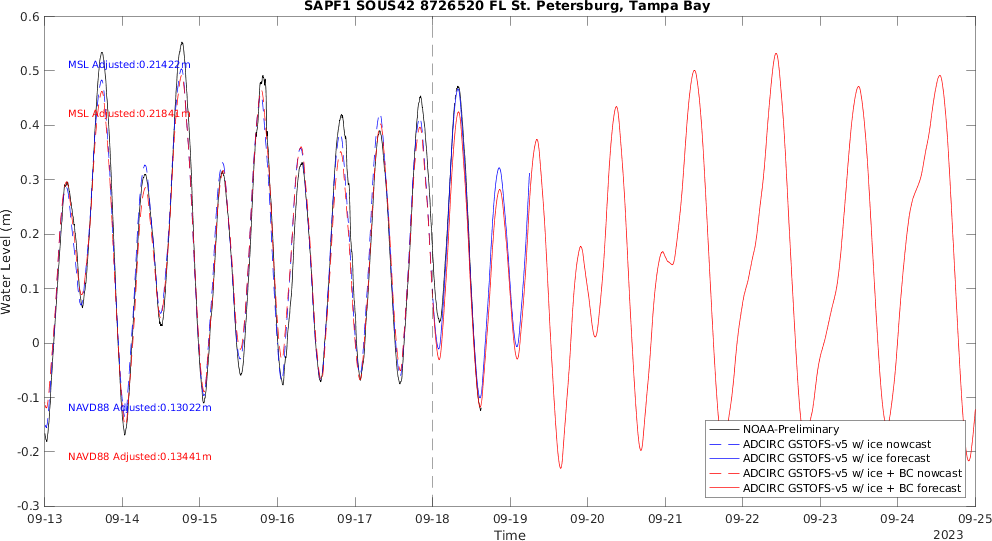 SAPF1 SOUS42 8726520 FL St. Petersburg, Tampa Bay
0.6
0.5
0.4
0.3
0.2
0.1
0
-0.1
-0.2
-0.3
Water Level (m)
MSL Adjusted:0.21422m
MSL Adjusted:0.21841m
NAVD88 Adjusted:0.13022m
NAVD88 Adjusted:0.13441m
NOAA-Preliminary
ADCIRC GSTOFS-v5 w/ ice nowcast
ADCIRC GSTOFS-v5 w/ ice forecast
ADCIRC GSTOFS-v5 w/ ice + BC nowcast
ADCIRC GSTOFS-v5 w/ ice + BC forecast
09-13 09-14 09-15 09-16 09-17 09-18 09-19 09-20 09-21 09-22 09-23 09-24 09-25
Time
2023